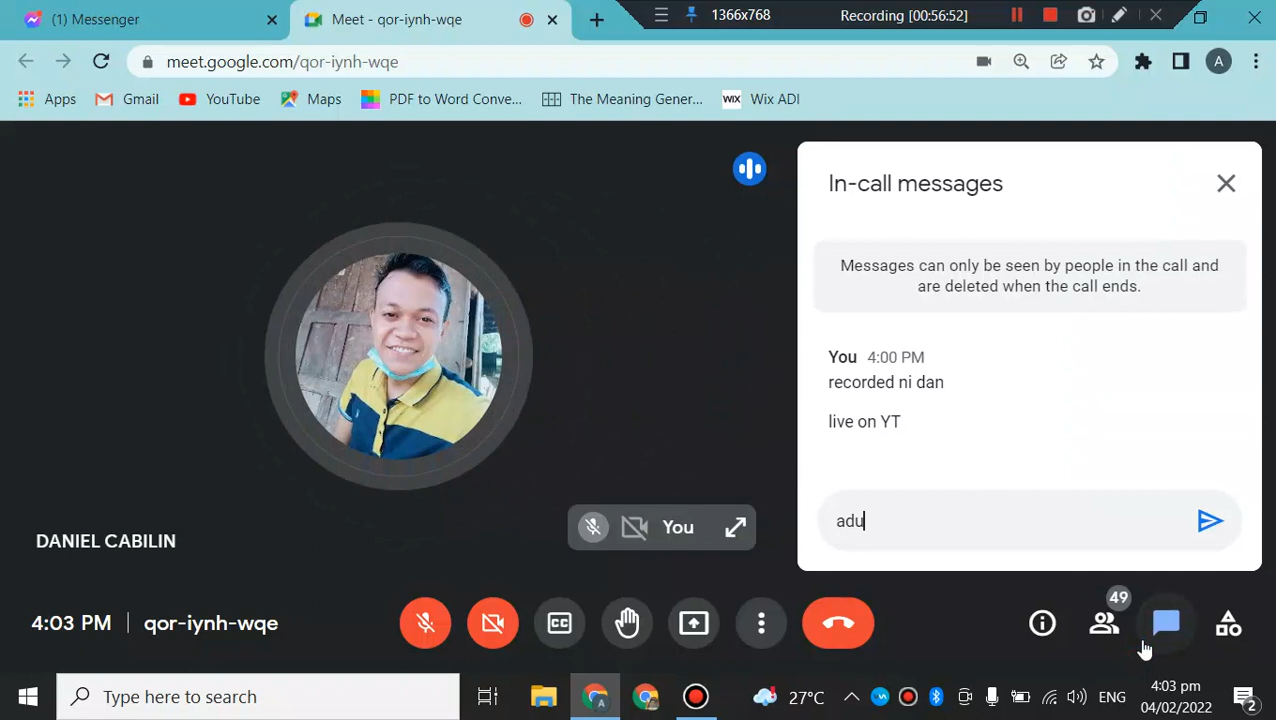 (1) Messenger
Meet - qor-iynh-wqe
1366x768
Recording [00:56:52]
meet.google.com/qor-iynh-wqe
A
Apps
Gmail
YouTube
Maps
PDF to Word Conve...
The Meaning Gener...
WIX
Wix ADI
In-call messages
Messages can only be seen by people in the call and
are deleted when the call ends.
You 4:00 PM
recorded ni dan
live on YT
adu
You
DANIEL CABILIN
4:03 PM
qor-iynh-wqe
CC
49
Type here to search
A
27°C
ENG
4:03 pm
04/02/2022
2